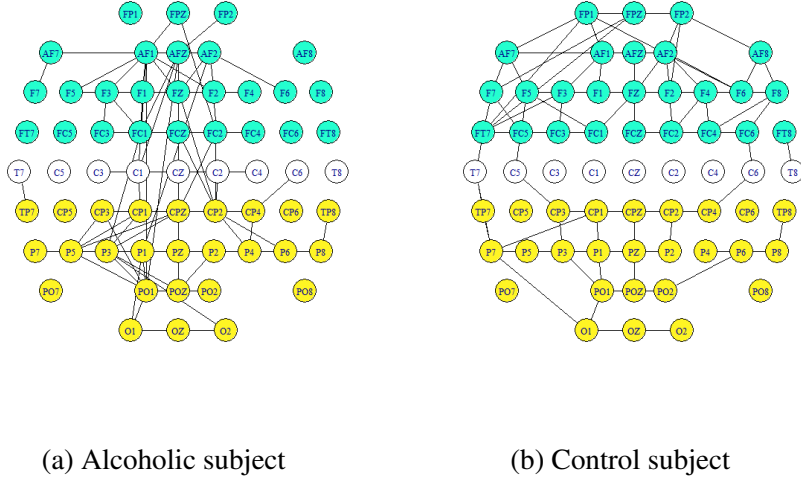 FP1 FPZ FP2 FP1 FPZ FP2
AF7 AF1 AFZ AF2 AF8 AF7 AF1 AFZ AF2 AF8
F7 F5 F3 F1 FZ F2 F4 F6 F8 F7 F5 F3 F1 FZ F2 F4 F6 F8
FT7 FC5 FC3 FC1 FCZ FC2 FC4 FC6 FT8 FT7 FC5 FC3 FC1 FCZ FC2 FC4 FC6 FT8
T7 C5 C3 C1 CZ C2 C4 C6 T8 T7 C5 C3 C1 CZ C2 C4 C6 T8
TP7 CP5 CP3 CP1 CPZ CP2 CP4 CP6 TP8 TP7 CP5 CP3 CP1 CPZ CP2 CP4 CP6 TP8
P7 P5 P3 P1 PZ P2 P4 P6 P8 P7 P5 P3 P1 PZ P2 P4 P6 P8
PO7 PO1 POZ PO2 PO8 PO7 PO1 POZ PO2 PO8
O1 OZ O2 O1 OZ O2
(a) Alcoholic subject (b) Control subject